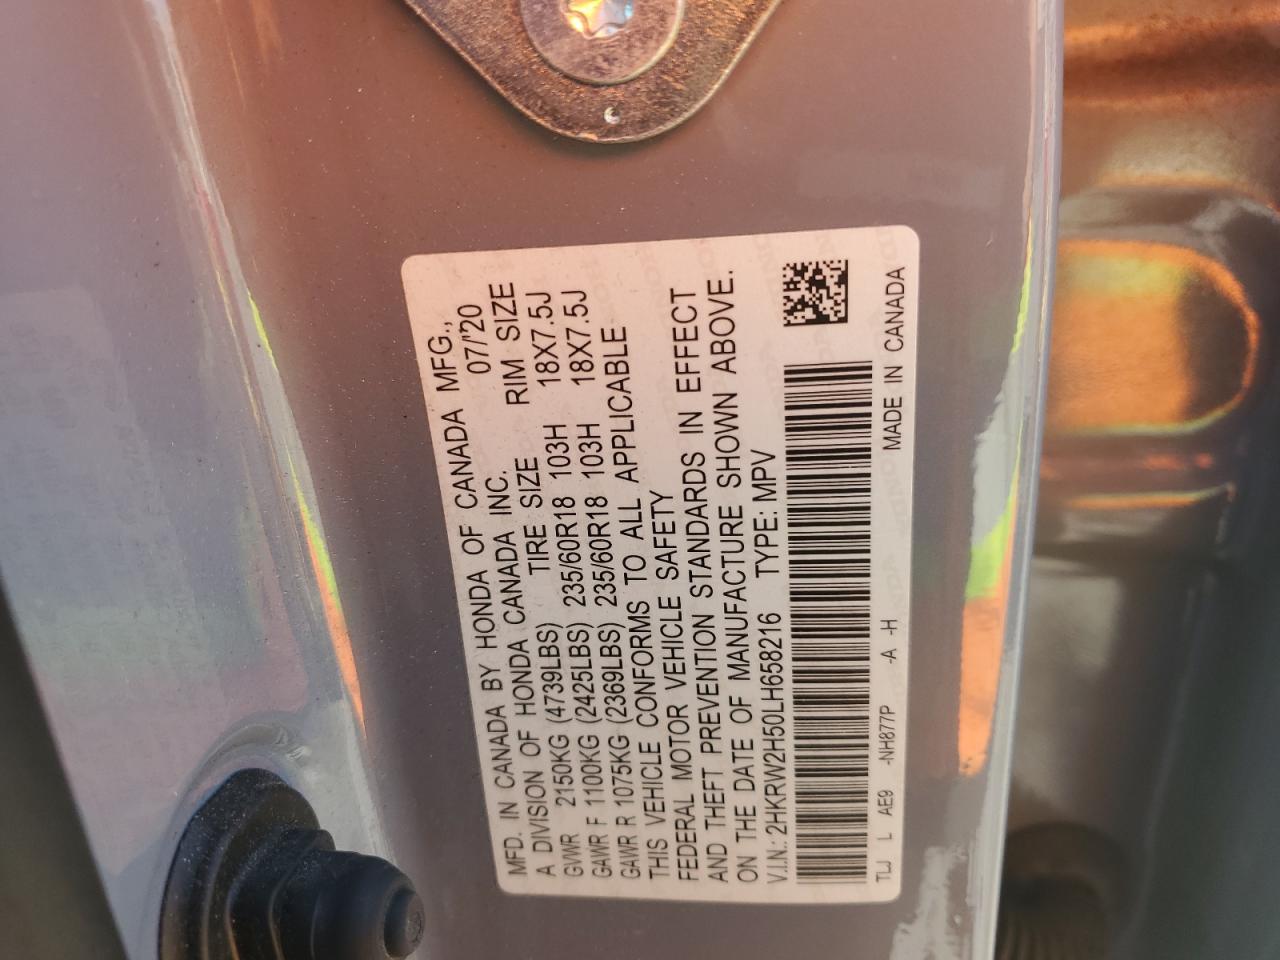 MFD. IN CANADA BY HONDA OF CANADA MFG.,
A DIVISION OF HONDA CANADA INC. 07/'20
TIRE SIZE RIM SIZE
GVWR 2150KG (4739LBS)
GAWR F 1100KG (2425LBS) 235/60R18 103H 18X7.5J
GAWR R 1075KG (2369LBS) 235/60R18 103H 18X7.5J
THIS VEHICLE CONFORMS TO ALL APPLICABLE
FEDERAL MOTOR VEHICLE SAFETY
AND THEFT PREVENTION STANDARDS IN EFFECT
ON THE DATE OF MANUFACTURE SHOWN ABOVE.
V.I.N.: 2HKRW2H50LH658216 TYPE: MPV
TLJ L AE9 -NH877P -A -H MADE IN CANADA